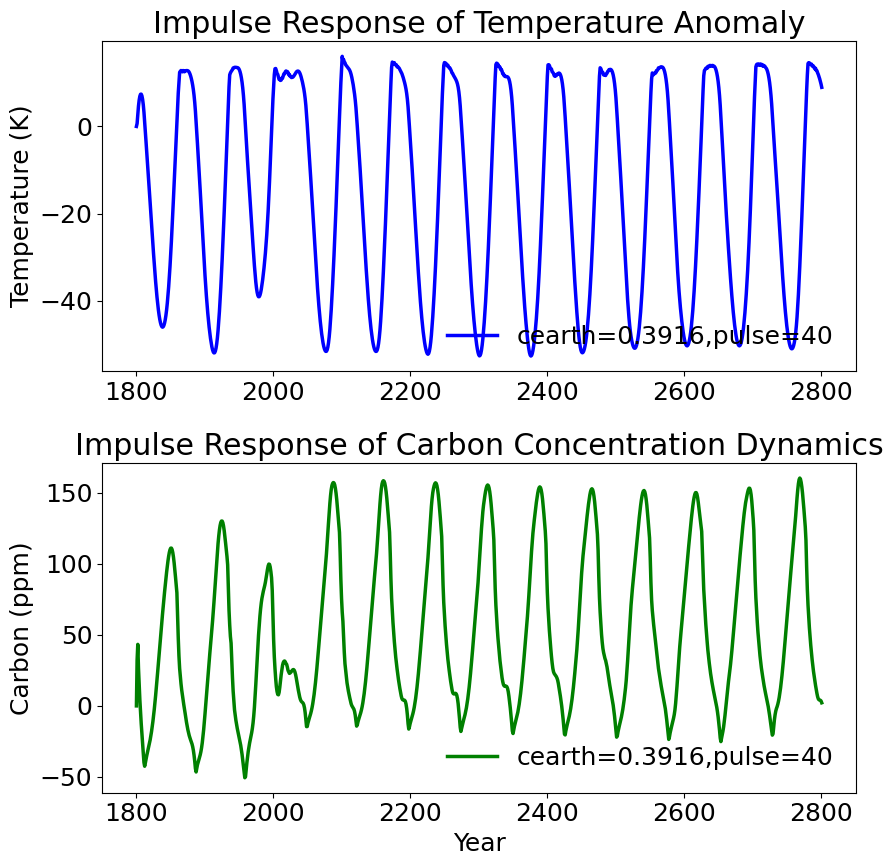 Impulse Response of Temperature Anomaly
Temperature (K)
0
−20
−40
cearth=0.3916,pulse=40
1800 2000 2200 2400 2600 2800
Impulse Response of Carbon Concentration Dynamics
Carbon (ppm)
150
100
50
0
−50
cearth=0.3916,pulse=40
1800 2000 2200 2400 2600 2800
Year